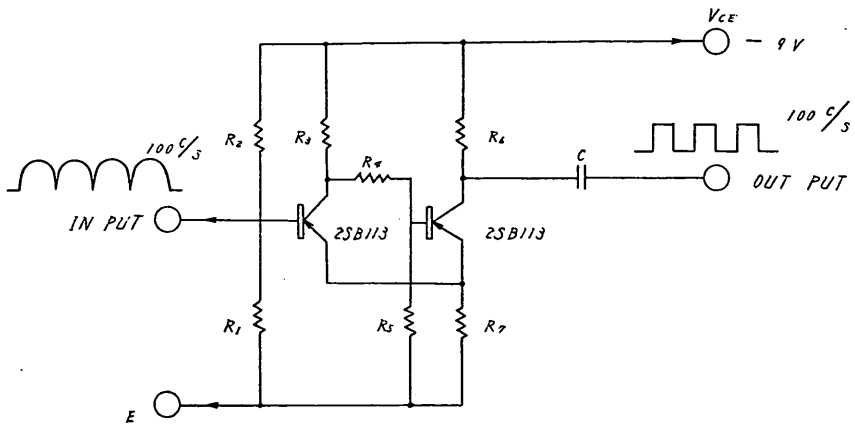 VCE
- 9V
100 C/S
100 C/S
R2
R3
R6
R4
C
OUT PUT
IN PUT
2SB113
2SB113
R1
R5
R7
E